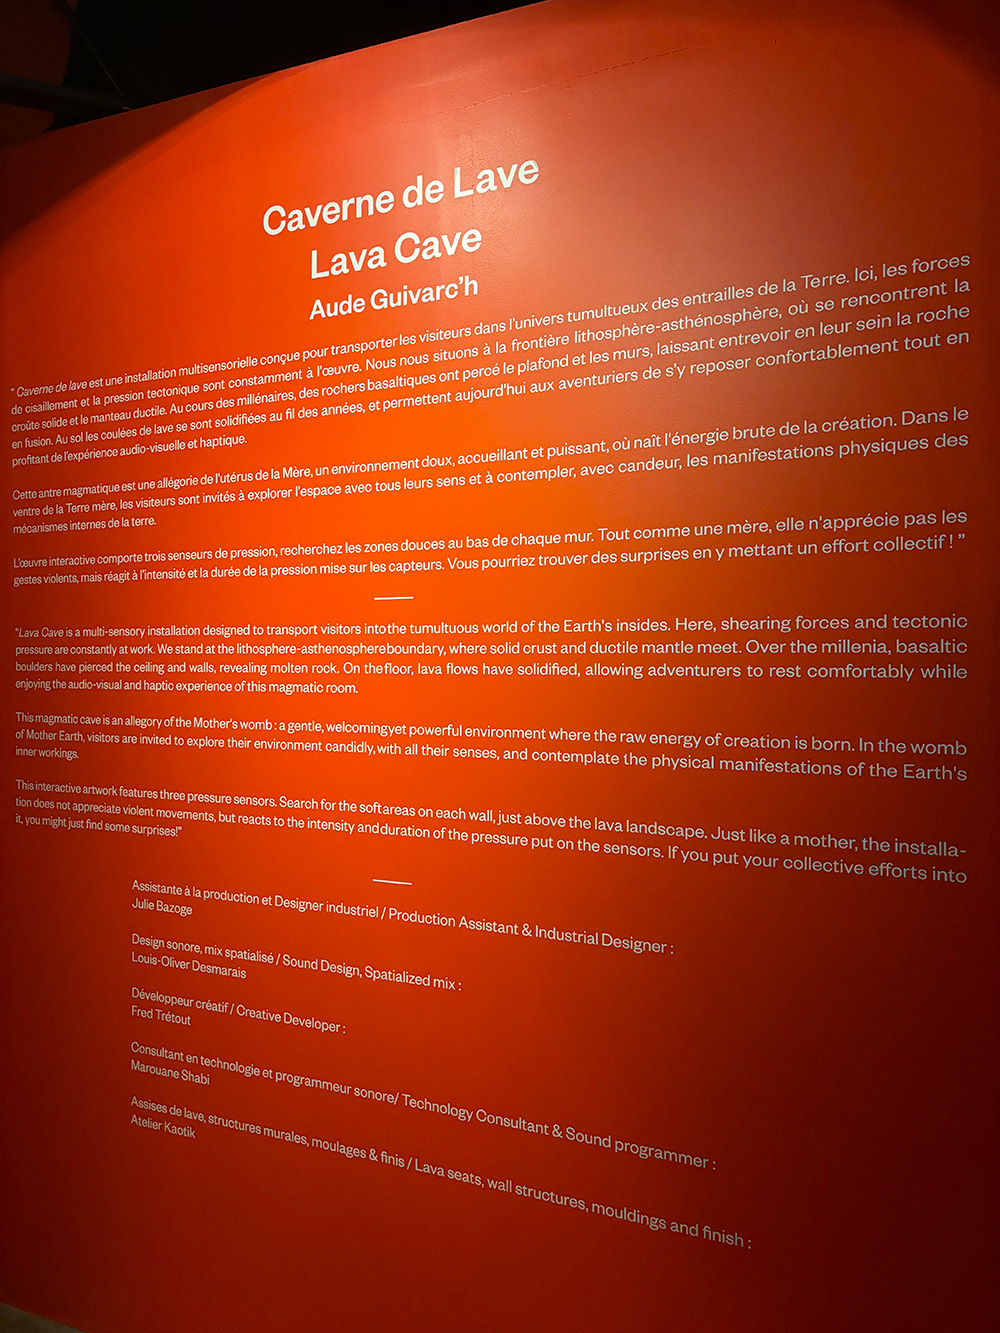 Caverne de Lave
Lava Cave
Aude Guivarc'h
“ Caverne de lave est une installation multisensorielle conçue pour transporter les visiteurs dans l'univers tumultueux des entrailles de la Terre. Ici, les forces
de cisaillement et la pression tectonique sont constamment à l'œuvre. Nous nous situons à la frontière lithosphère-asthénosphère, où se rencontrent la
croûte solide et le manteau ductile. Au cours des millénaires, des rochers basaltiques ont percé le plafond et les murs, laissant entrevoir en leur sein la roche
en fusion. Au sol les coulées de lave se sont solidifiées au fil des années, et permettent aujourd'hui aux aventuriers de s'y reposer confortablement tout en
profitant de l'expérience audio-visuelle et haptique.
Cette antre magmatique est une allégorie de l'utérus de la Mère, un environnement doux, accueillant et puissant, où naît l'énergie brute de la création. Dans le
ventre de la Terre mère, les visiteurs sont invités à explorer l'espace avec tous leurs sens et à contempler, avec candeur, les manifestations physiques des
mécanismes internes de la terre.
L'œuvre interactive comporte trois senseurs de pression, recherchez les zones douces au bas de chaque mur. Tout comme une mère, elle n'apprécie pas les
gestes violents, mais réagit à l'intensité et la durée de la pression mise sur les capteurs. Vous pourriez trouver des surprises en y mettant un effort collectif ! ”
“Lava Cave is a multi-sensory installation designed to transport visitors into the tumultuous world of the Earth's insides. Here, shearing forces and tectonic
pressure are constantly at work. We stand at the lithosphere-asthenosphere boundary, where solid crust and ductile mantle meet. Over the millenia, basaltic
boulders have pierced the ceiling and walls, revealing molten rock. On the floor, lava flows have solidified, allowing adventurers to rest comfortably while
enjoying the audio-visual and haptic experience of this magmatic room.
This magmatic cave is an allegory of the Mother's womb : a gentle, welcoming yet powerful environment where the raw energy of creation is born. In the womb
of Mother Earth, visitors are invited to explore their environment candidly, with all their senses, and contemplate the physical manifestations of the Earth's
inner workings.
This interactive artwork features three pressure sensors. Search for the soft areas on each wall, just above the lava landscape. Just like a mother, the installa-
tion does not appreciate violent movements, but reacts to the intensity and duration of the pressure put on the sensors. If you put your collective efforts into
it, you might just find some surprises!”
Assistante à la production et Designer industriel / Production Assistant & Industrial Designer :
Julie Bazoge
Design sonore, mix spatialisé / Sound Design, Spatialized mix :
Louis-Oliver Desmarais
Développeur créatif / Creative Developer :
Fred Trétout
Consultant en technologie et programmeur sonore/ Technology Consultant & Sound programmer :
Marouane Shabi
Assises de lave, structures murales, moulages & finis / Lava seats, wall structures, mouldings and finish :
Atelier Kaotik